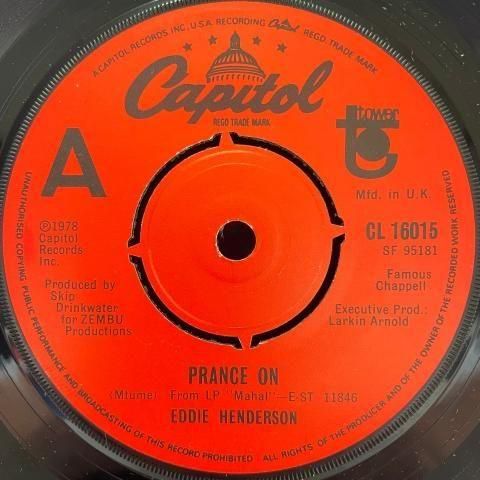 A CAPITOL RECORDS INC., U.S.A. RECORDING Capitol REGD. TRADE MARK
Capitol
REGD TRADE MARK
A
tower
Mfd. in U.K.
℗1978
Capitol
Records
Inc.
CL 16015
SF 95181
Produced by
Skip
Drinkwater
for ZEMBU
Productions
Famous
Chappell
Executive Prod.:
Larkin Arnold
PRANCE ON
(Mtume) From LP "Mahal"—E-ST 11846
EDDIE HENDERSON
UNAUTHORISED COPYING PUBLIC PERFORMANCE AND BROADCASTING OF THIS RECORD PROHIBITED. ALL RIGHTS OF THE PRODUCER AND OF THE OWNER OF THE RECORDED WORK RESERVED.